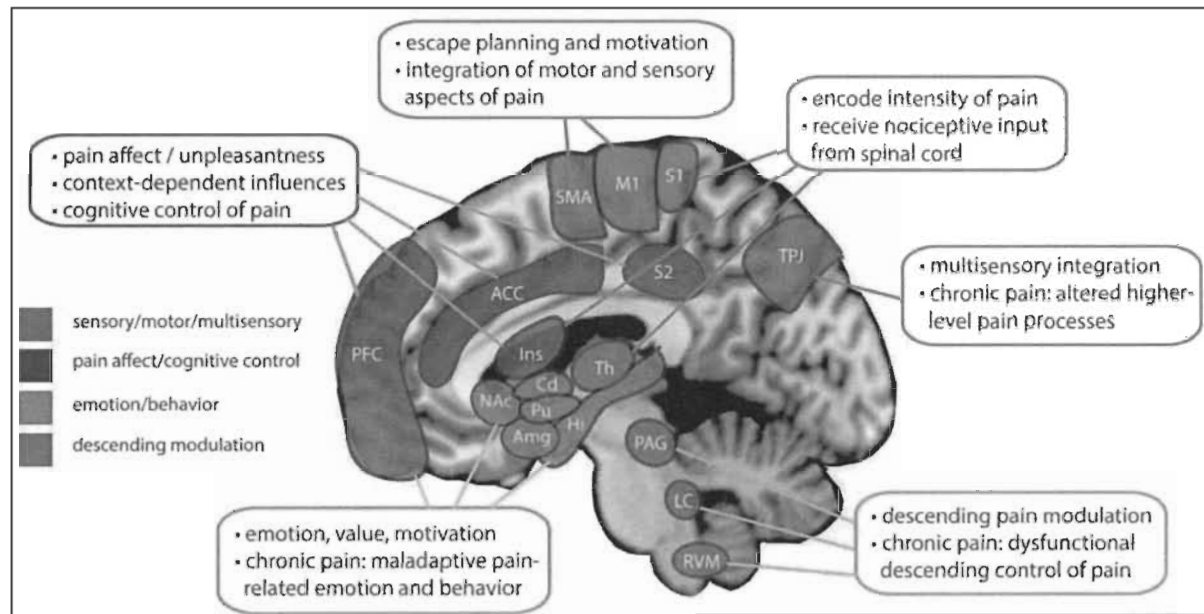 • escape planning and motivation
• integration of motor and sensory
aspects of pain
• encode intensity of pain
• receive nociceptive input
from spinal cord
• pain affect / unpleasantness
• context-dependent influences
• cognitive control of pain
SMA
M1
S1
S2
TPJ
ACC
PFC
Ins
Th
Cd
NAc
Pu
Hi
Amg
PAG
LC
RVM
• multisensory integration
• chronic pain: altered higher-
level pain processes
sensory/motor/multisensory
pain affect/cognitive control
emotion/behavior
descending modulation
• emotion, value, motivation
• chronic pain: maladaptive pain-
related emotion and behavior
• descending pain modulation
• chronic pain: dysfunctional
descending control of pain